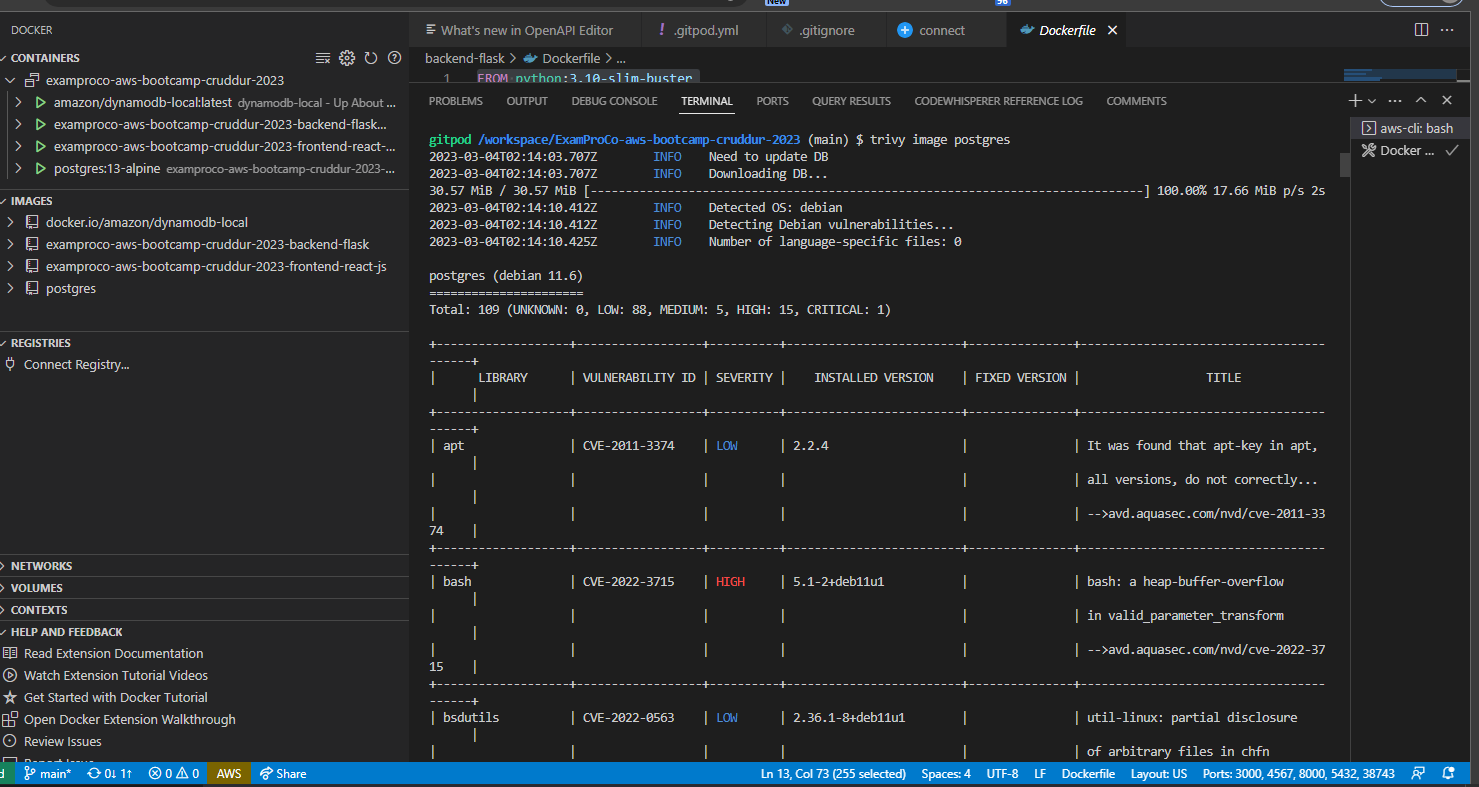 New
96
DOCKER
CONTAINERS
examproco-aws-bootcamp-cruddur-2023
amazon/dynamodb-local:latest dynamodb-local - Up About ...
examproco-aws-bootcamp-cruddur-2023-backend-flask...
examproco-aws-bootcamp-cruddur-2023-frontend-react-...
postgres:13-alpine examproco-aws-bootcamp-cruddur-2023-...
IMAGES
docker.io/amazon/dynamodb-local
examproco-aws-bootcamp-cruddur-2023-backend-flask
examproco-aws-bootcamp-cruddur-2023-frontend-react-js
postgres
REGISTRIES
Connect Registry...
NETWORKS
VOLUMES
CONTEXTS
HELP AND FEEDBACK
Read Extension Documentation
Watch Extension Tutorial Videos
Get Started with Docker Tutorial
Open Docker Extension Walkthrough
Review Issues
Report Issue
What's new in OpenAPI Editor ! .gitpod.yml .gitignore connect Dockerfile
backend-flask > Dockerfile > ...
1 FROM python:3.10-slim-buster
PROBLEMS OUTPUT DEBUG CONSOLE TERMINAL PORTS QUERY RESULTS CODEWHISPERER REFERENCE LOG COMMENTS
aws-cli: bash
Docker ...
gitpod /workspace/ExamProCo-aws-bootcamp-cruddur-2023 (main) $ trivy image postgres
2023-03-04T02:14:03.707Z INFO Need to update DB
2023-03-04T02:14:03.707Z INFO Downloading DB...
30.57 MiB / 30.57 MiB [-------------------------------------------------------------------------------] 100.00% 17.66 MiB p/s 2s
2023-03-04T02:14:10.412Z INFO Detected OS: debian
2023-03-04T02:14:10.412Z INFO Detecting Debian vulnerabilities...
2023-03-04T02:14:10.425Z INFO Number of language-specific files: 0
postgres (debian 11.6)
======================
Total: 109 (UNKNOWN: 0, LOW: 88, MEDIUM: 5, HIGH: 15, CRITICAL: 1)
| LIBRARY | VULNERABILITY ID | SEVERITY | INSTALLED VERSION | FIXED VERSION | TITLE
|
| apt | CVE-2011-3374 | LOW | 2.2.4 | | It was found that apt-key in apt,
|
| | | | | | all versions, do not correctly...
|
| | | | | | -->avd.aquasec.com/nvd/cve-2011-33
74 |
| bash | CVE-2022-3715 | HIGH | 5.1-2+deb11u1 | | bash: a heap-buffer-overflow
|
| | | | | | in valid_parameter_transform
|
| | | | | | -->avd.aquasec.com/nvd/cve-2022-37
15 |
| bsdutils | CVE-2022-0563 | LOW | 2.36.1-8+deb11u1 | | util-linux: partial disclosure
|
| | | | | | of arbitrary files in chfn
main* 0↓ 1↑ 0 0 AWS Share Ln 13, Col 73 (255 selected) Spaces: 4 UTF-8 LF Dockerfile Layout: US Ports: 3000, 4567, 8000, 5432, 38743